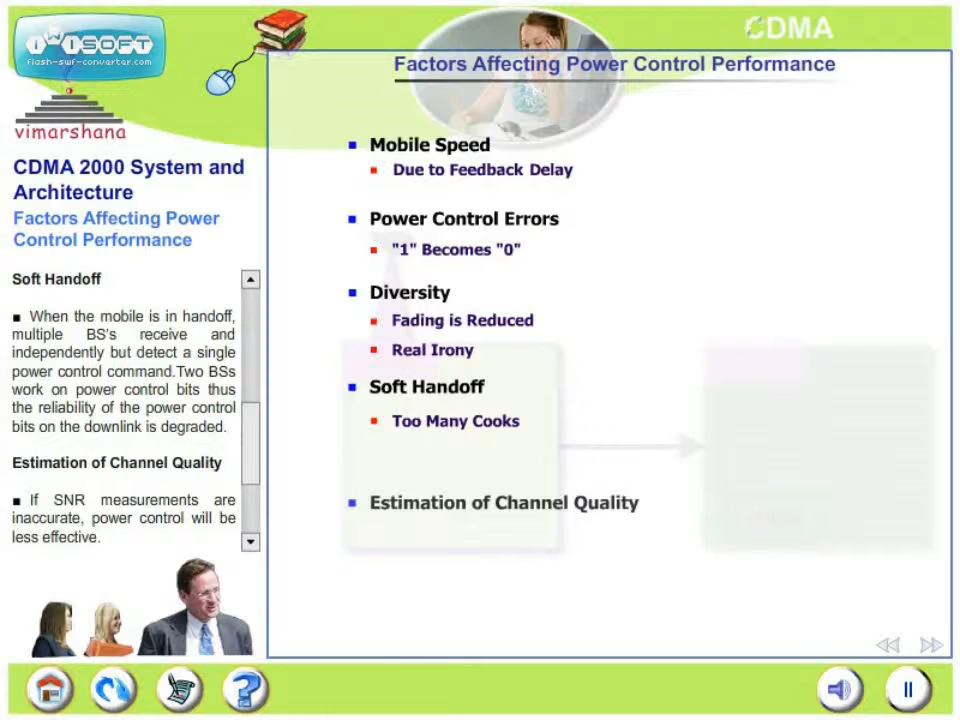 iWiSOFT
flash-swf-converter.com
vimarshana
CDMA 2000 System and
Architecture
Factors Affecting Power
Control Performance
Soft Handoff
■ When the mobile is in handoff,
multiple BS's receive and
independently but detect a single
power control command.Two BSs
work on power control bits thus
the reliability of the power control
bits on the downlink is degraded.
Estimation of Channel Quality
■ If SNR measurements are
inaccurate, power control will be
less effective.
CDMA
Factors Affecting Power Control Performance
Mobile Speed
Due to Feedback Delay
Power Control Errors
"1" Becomes "0"
Diversity
Fading is Reduced
Real Irony
Soft Handoff
Too Many Cooks
Estimation of Channel Quality